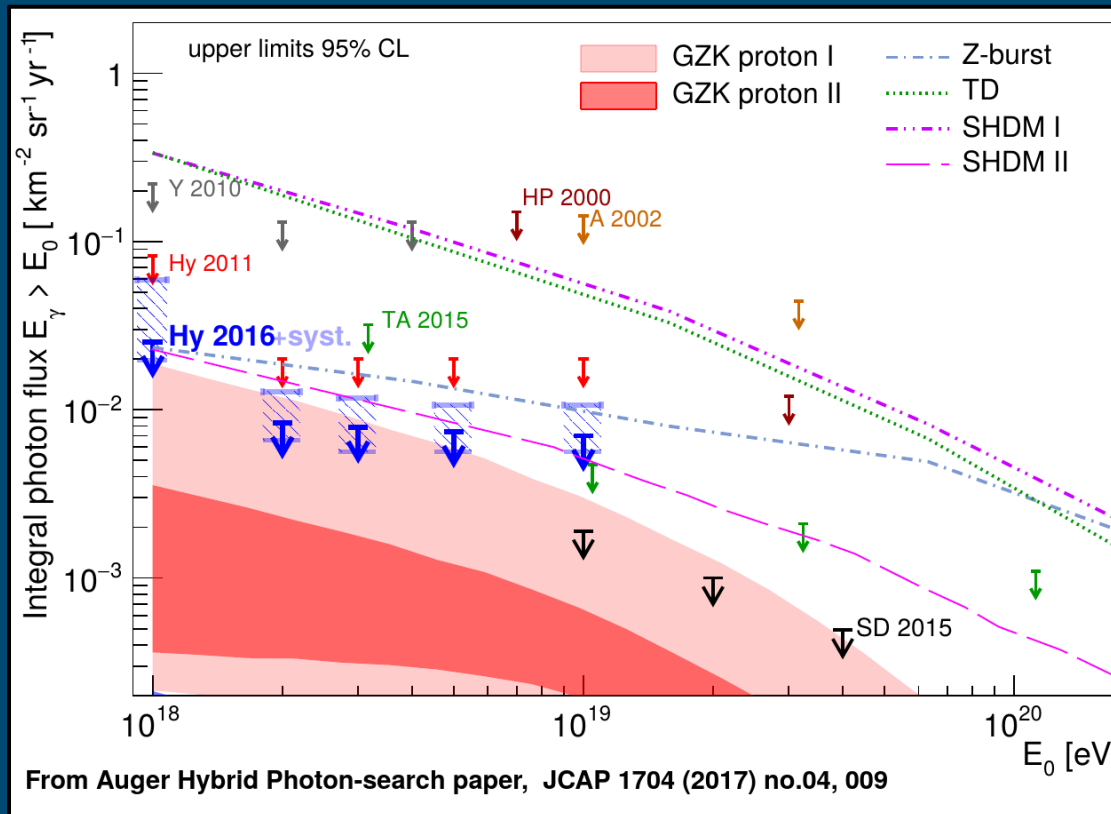 upper limits 95% CL
GZK proton I
GZK proton II
Z-burst
TD
SHDM I
SHDM II
Integral photon flux E_γ > E_0 [ km^-2 sr^-1 yr^-1]
1
10^-1
10^-2
10^-3
Y 2010
HP 2000
A 2002
Hy 2011
TA 2015
Hy 2016+syst.
SD 2015
10^18
10^19
10^20
E_0 [eV
From Auger Hybrid Photon-search paper, JCAP 1704 (2017) no.04, 009